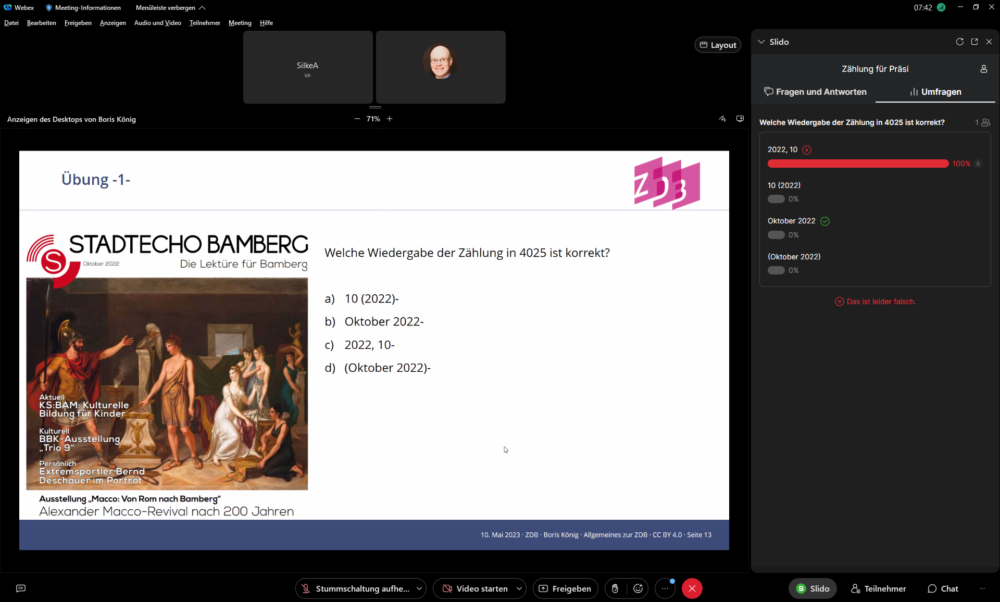 Webex
Meeting-Informationen
Menüleiste verbergen
07:42
Datei Bearbeiten Freigeben Anzeigen Audio und Video Teilnehmer Meeting Hilfe
SilkeA
ich
Layout
Anzeigen des Desktops von Boris König
71%
Übung -1-
ZDB
STADTECHO BAMBERG
S
Oktober 2022
Die Lektüre für Bamberg
Aktuell
KS:BAM: Kulturelle
Bildung für Kinder
Kulturell
BBK-Ausstellung
„Trio 9“
Persönlich
Extremsportler Bernd
Deschauer im Porträt
Ausstellung „Macco: Von Rom nach Bamberg“
Alexander Macco-Revival nach 200 Jahren
Welche Wiedergabe der Zählung in 4025 ist korrekt?
a) 10 (2022)-
b) Oktober 2022-
c) 2022, 10-
d) (Oktober 2022)-
10. Mai 2023 · ZDB · Boris König · Allgemeines zur ZDB · CC BY 4.0 · Seite 13
Slido
Zählung für Präsi
Fragen und Antworten
Umfragen
Welche Wiedergabe der Zählung in 4025 ist korrekt?
1
2022, 10
100%
10 (2022)
0%
Oktober 2022
0%
(Oktober 2022)
0%
Das ist leider falsch.
CC
Stummschaltung aufhe...
Video starten
Freigeben
S
Slido
Teilnehmer
Chat